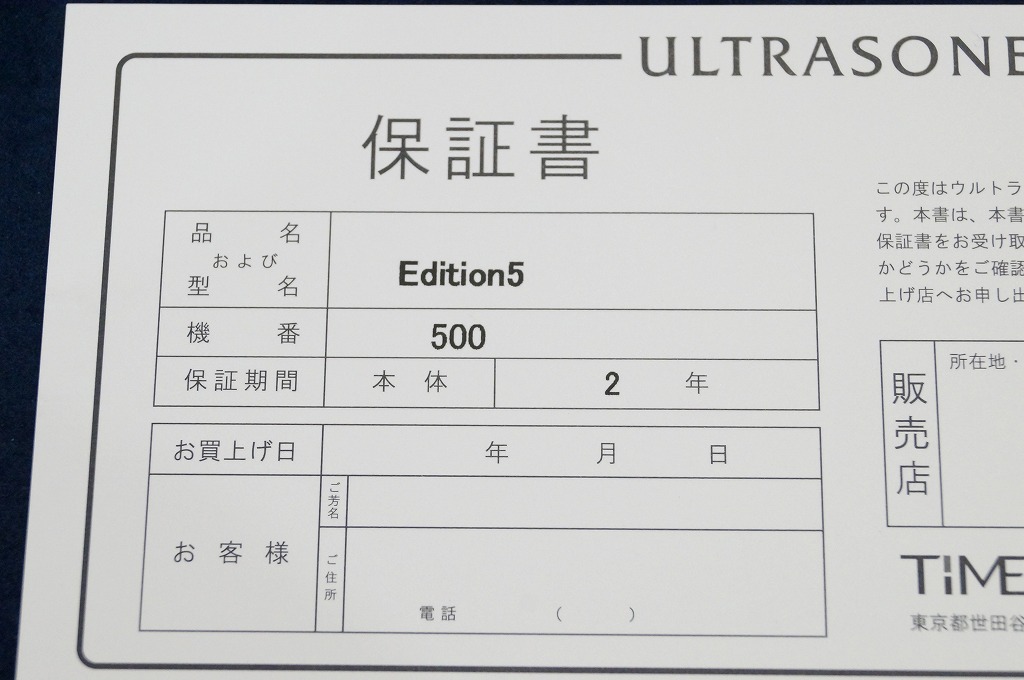 ULTRASONE
保証書
品名
および
型名
Edition5
機番
500
保証期間 本体 2 年
お買上げ日 年 月 日
お客様
ご芳名
ご住所
電話 ( )
この度はウルトラ
す。本書は、本書
保証書をお受け取
かどうかをご確認
上げ店へお申し出
販売店
所在地・
TIME
東京都世田谷